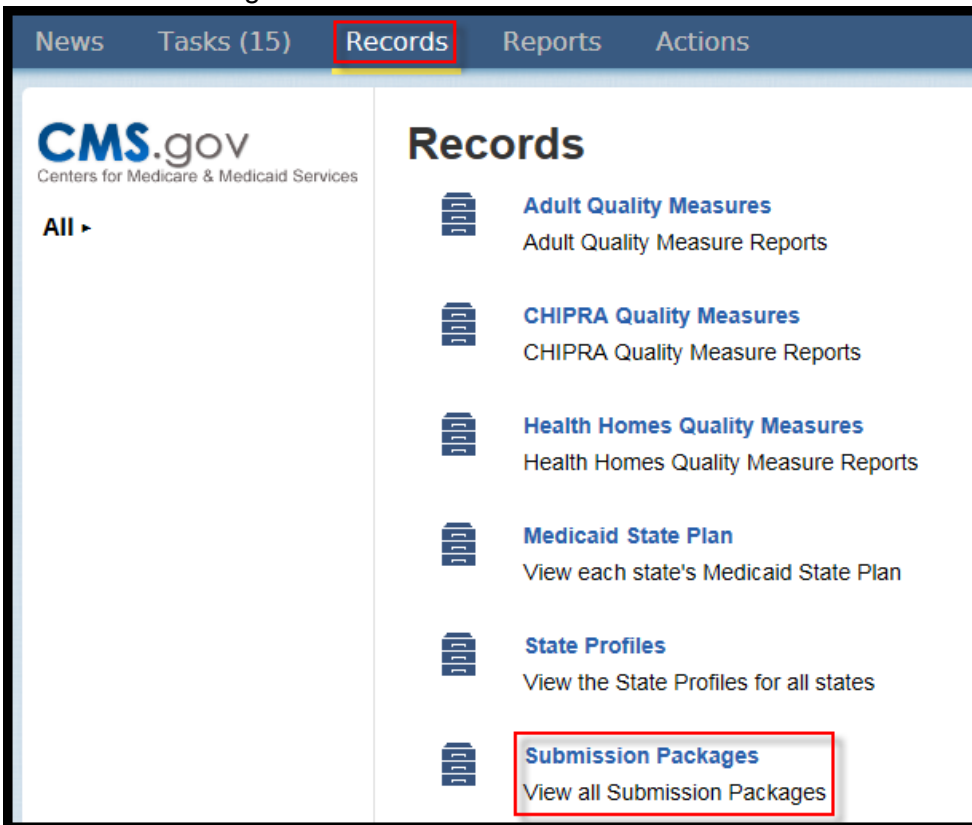 News Tasks (15) Records Reports Actions
CMS.gov
Centers for Medicare & Medicaid Services
All ▸
Records
Adult Quality Measures
Adult Quality Measure Reports
CHIPRA Quality Measures
CHIPRA Quality Measure Reports
Health Homes Quality Measures
Health Homes Quality Measure Reports
Medicaid State Plan
View each state's Medicaid State Plan
State Profiles
View the State Profiles for all states
Submission Packages
View all Submission Packages